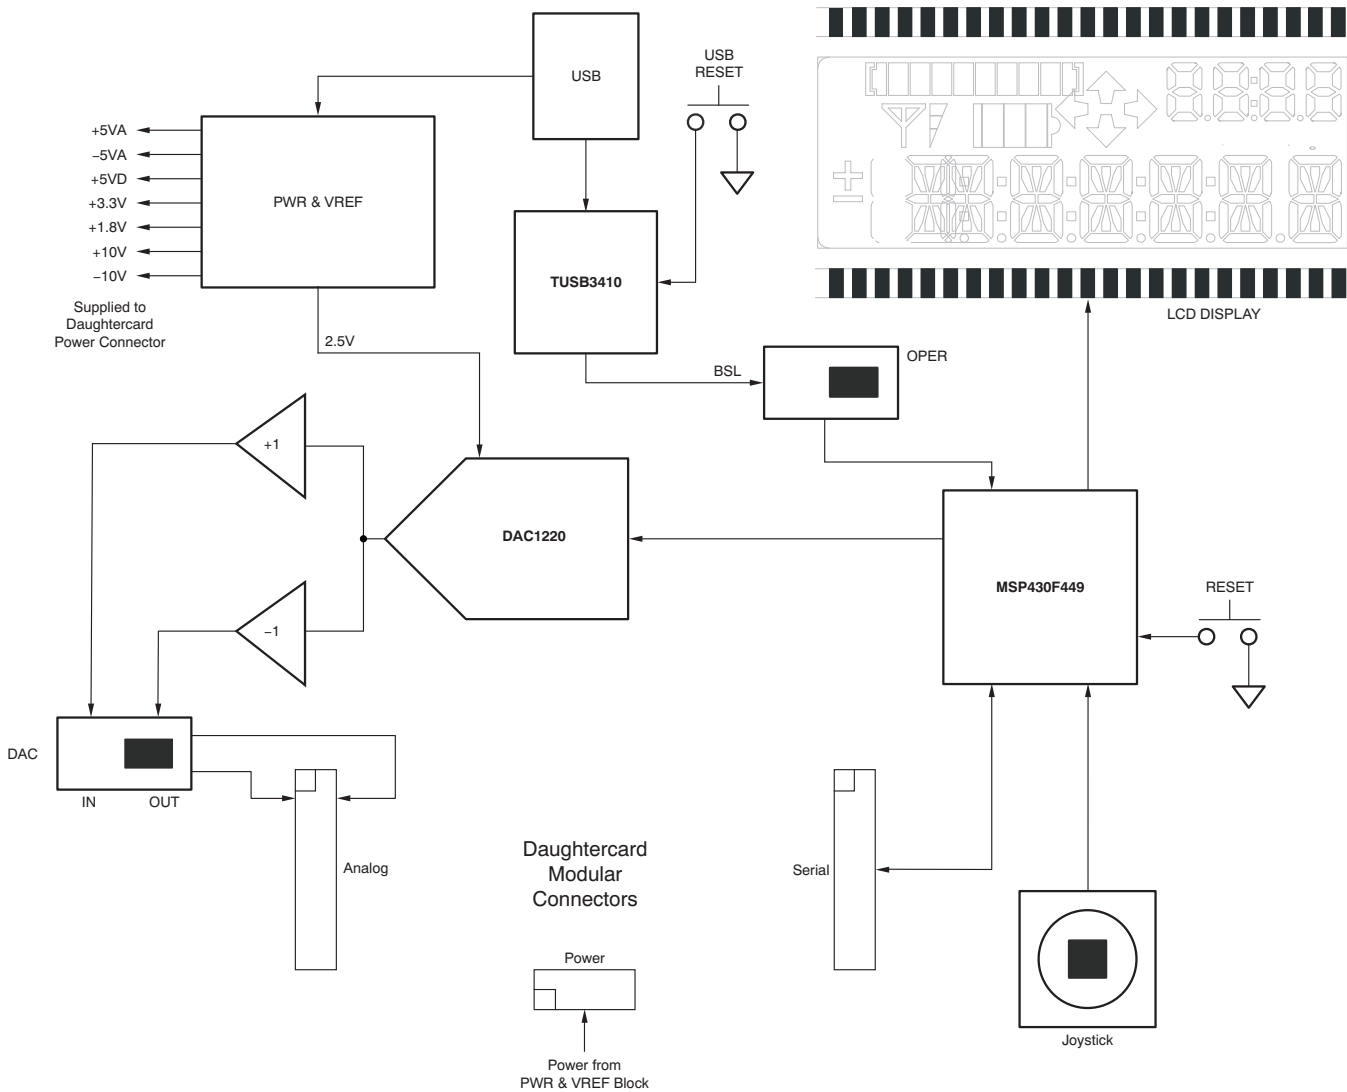 USB
USB
RESET
+5VA
−5VA
+5VD
+3.3V
+1.8V
+10V
−10V
PWR & VREF
Supplied to
Daughtercard
Power Connector
TUSB3410
LCD DISPLAY
2.5V
BSL
OPER
+1
DAC1220
MSP430F449
RESET
−1
DAC
IN
OUT
Analog
Daughtercard
Modular
Connectors
Serial
Power
Power from
PWR & VREF Block
Joystick